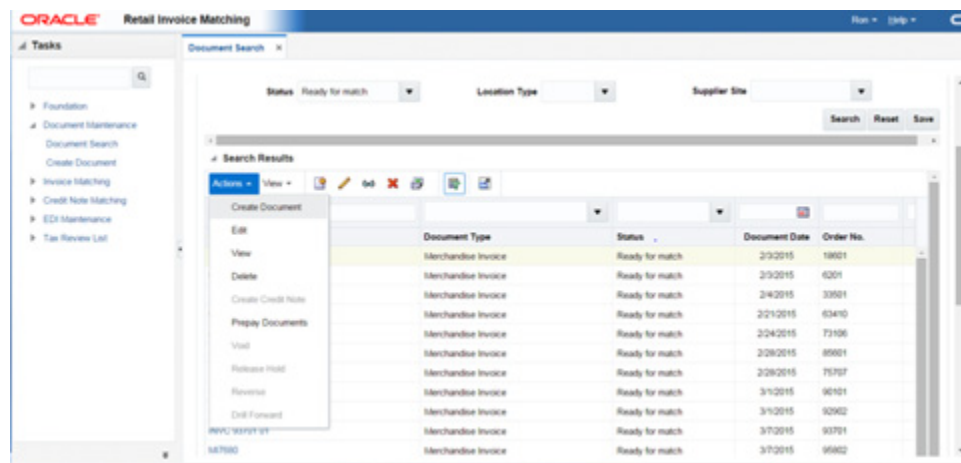 ORACLE Retail Invoice Matching Ron Help
Tasks
Document Search ×
Status Ready for match Location Type Supplier Site
Search Reset Save
Foundation
Document Maintenance
Document Search
Create Document
Invoice Matching
Credit Note Matching
EDI Maintenance
Tax Review List
Search Results
Actions View
Create Document
Edit
View
Delete
Create Credit Note
Prepay Documents
Void
Release Hold
Reverse
Drill Forward
Document Type Status Document Date Order No.
Merchandise Invoice Ready for match 2/3/2015 18601
Merchandise Invoice Ready for match 2/3/2015 6201
Merchandise Invoice Ready for match 2/4/2015 33501
Merchandise Invoice Ready for match 2/21/2015 63410
Merchandise Invoice Ready for match 2/24/2015 73106
Merchandise Invoice Ready for match 2/28/2015 85601
Merchandise Invoice Ready for match 2/28/2015 75707
Merchandise Invoice Ready for match 3/1/2015 90101
Merchandise Invoice Ready for match 3/1/2015 92902
Merchandise Invoice Ready for match 3/7/2015 93701
MI7680 Merchandise Invoice Ready for match 3/7/2015 95802